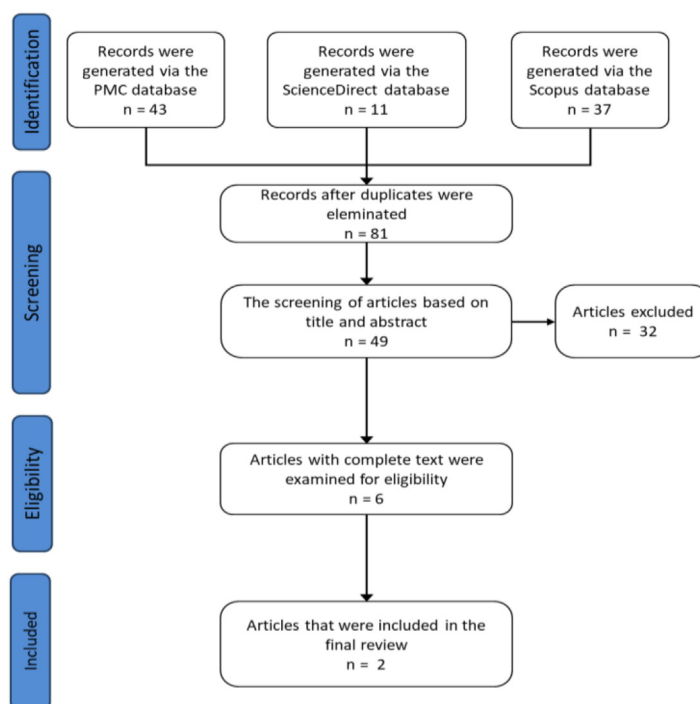 Identification
Records were
generated via the
PMC database
n = 43
Records were
generated via the
ScienceDirect database
n = 11
Records were
generated via the
Scopus database
n = 37
Screening
Records after duplicates were
eleminated
n = 81
The screening of articles based on
title and abstract
n = 49
Articles excluded
n = 32
Eligibility
Articles with complete text were
examined for eligibility
n = 6
Included
Articles that were included in the
final review
n = 2